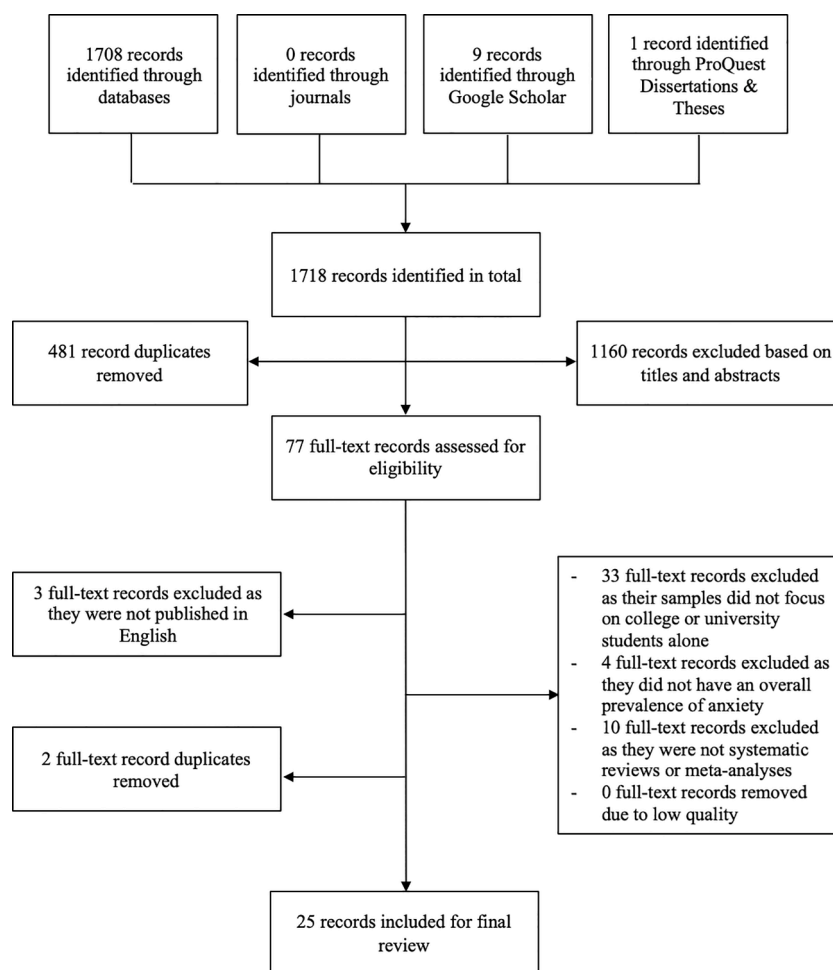 1708 records
identified through
databases
0 records
identified through
journals
9 records
identified through
Google Scholar
1 record identified
through ProQuest
Dissertations &
Theses
1718 records identified in total
481 record duplicates
removed
1160 records excluded based on
titles and abstracts
77 full-text records assessed for
eligibility
3 full-text records excluded as
they were not published in
English
- 33 full-text records excluded
as their samples did not focus
on college or university
students alone
- 4 full-text records excluded as
they did not have an overall
prevalence of anxiety
- 10 full-text records excluded
as they were not systematic
reviews or meta-analyses
- 0 full-text records removed
due to low quality
2 full-text record duplicates
removed
25 records included for final
review